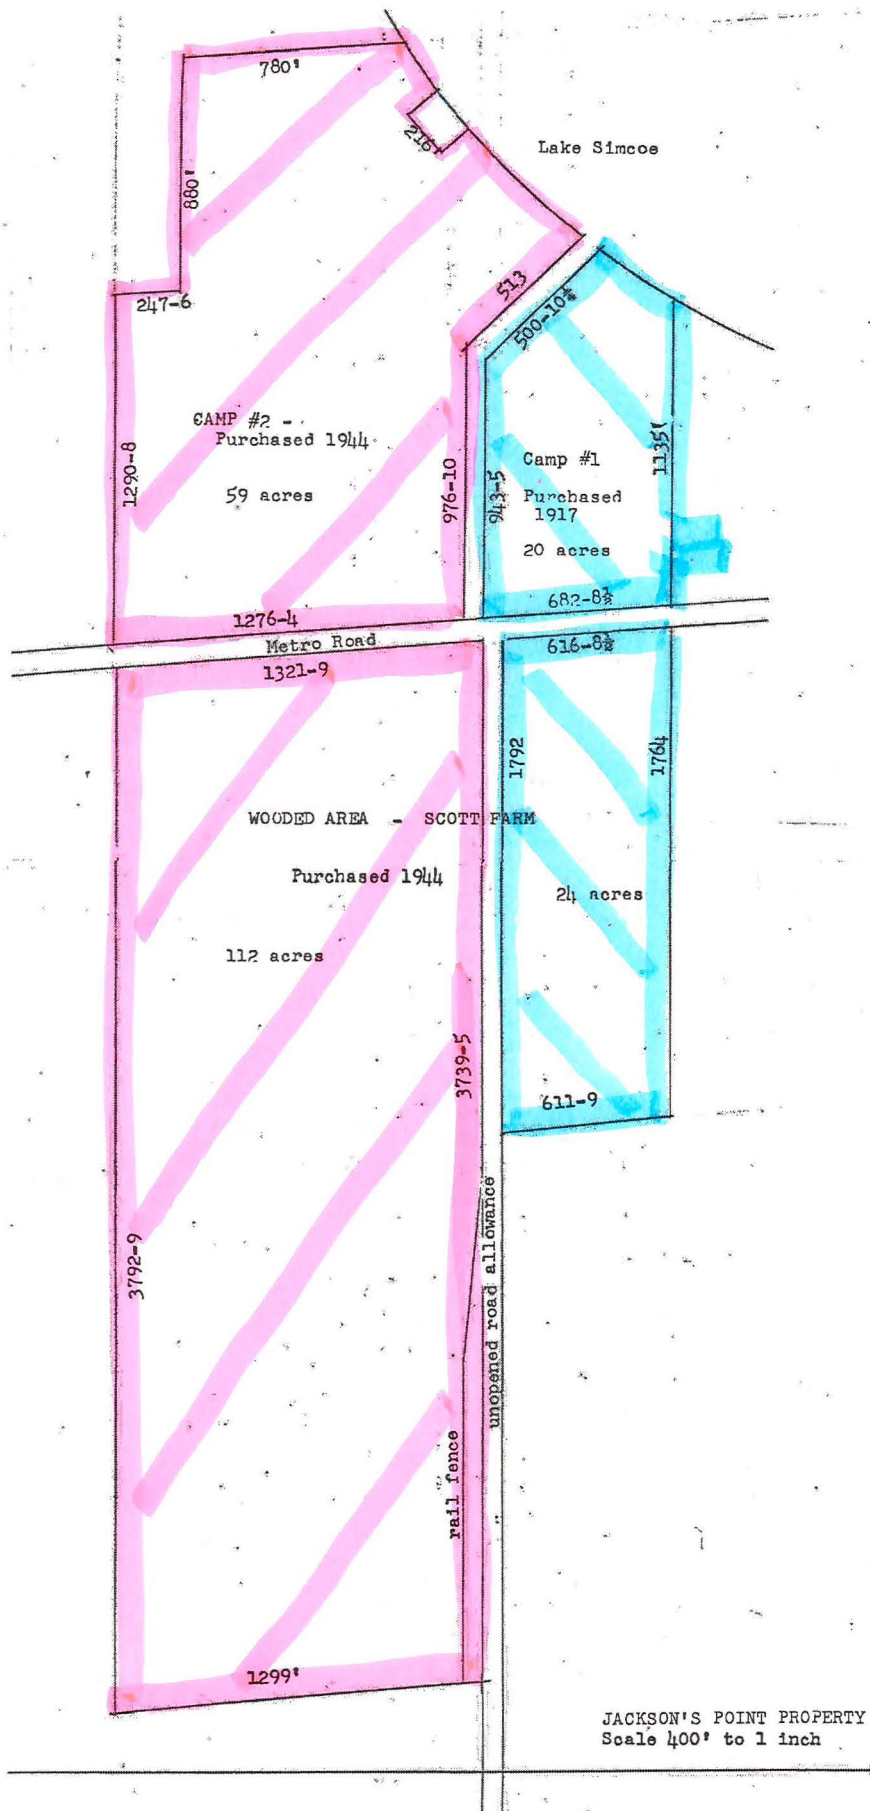 780'
216'
Lake Simcoe
880'
247-6
513
500-10¾
CAMP #2 -
Purchased 1944
59 acres
1290-8
976-10
943-5
Camp #1
Purchased
1917
20 acres
1135'
682-8½
1276-4
Metro Road
616-8½
1321-9
1792
1764
WOODED AREA - SCOTT FARM
Purchased 1944
24 acres
112 acres
3739-5
611-9
3792-9
unopened road allowance
rail fence
1299'
JACKSON'S POINT PROPERTY
Scale 400' to 1 inch